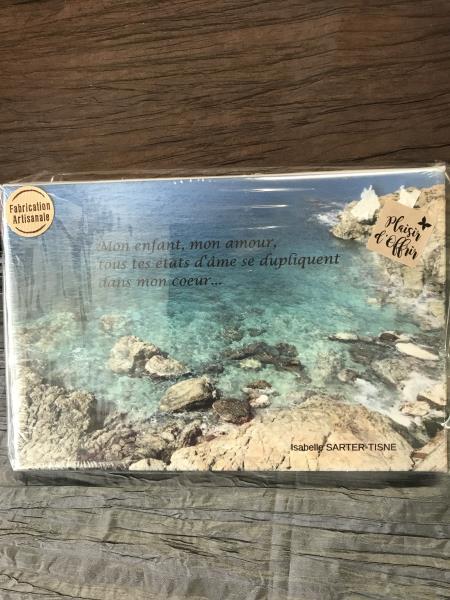 Fabrication
Artisanale
Plaisir
d'Offrir
Mon enfant, mon amour,
tous tes états d'âme se dupliquent
dans mon coeur...
Isabelle SARTER-TISNE